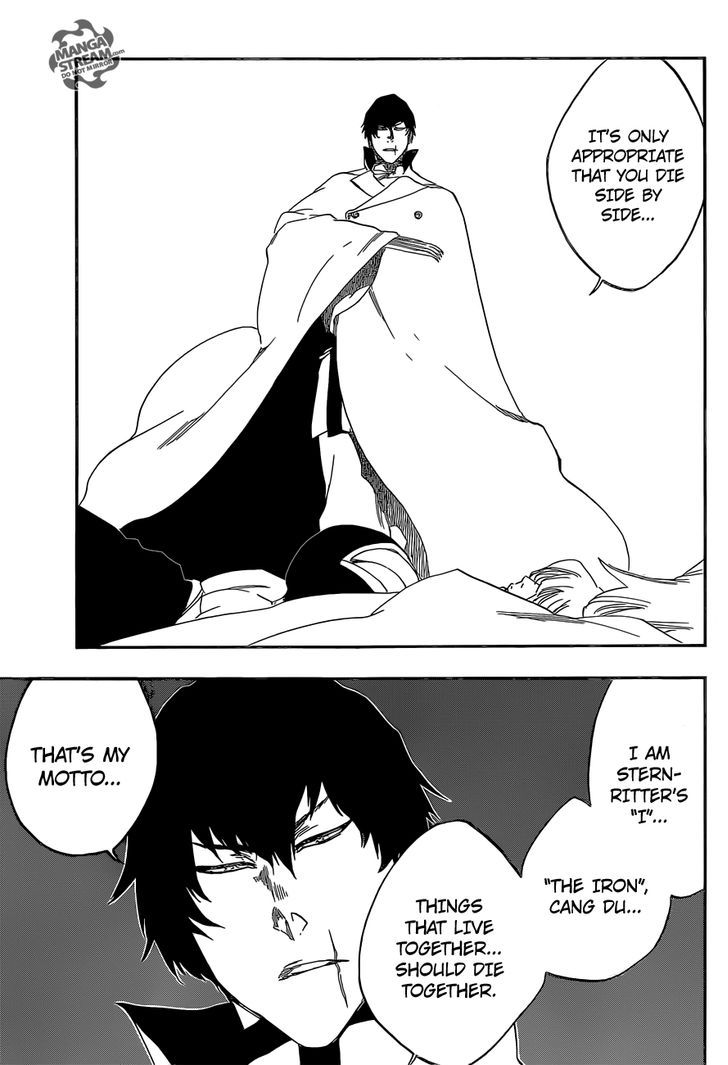 MANGA
STREAM
DO NOT MIRROR
IT'S ONLY
APPROPRIATE
THAT YOU DIE
SIDE BY
SIDE...
I AM
STERN-
RITTER'S
"I"...
"THE IRON",
CANG DU...
THINGS
THAT LIVE
TOGETHER...
SHOULD DIE
TOGETHER.
THAT'S MY
MOTTO...